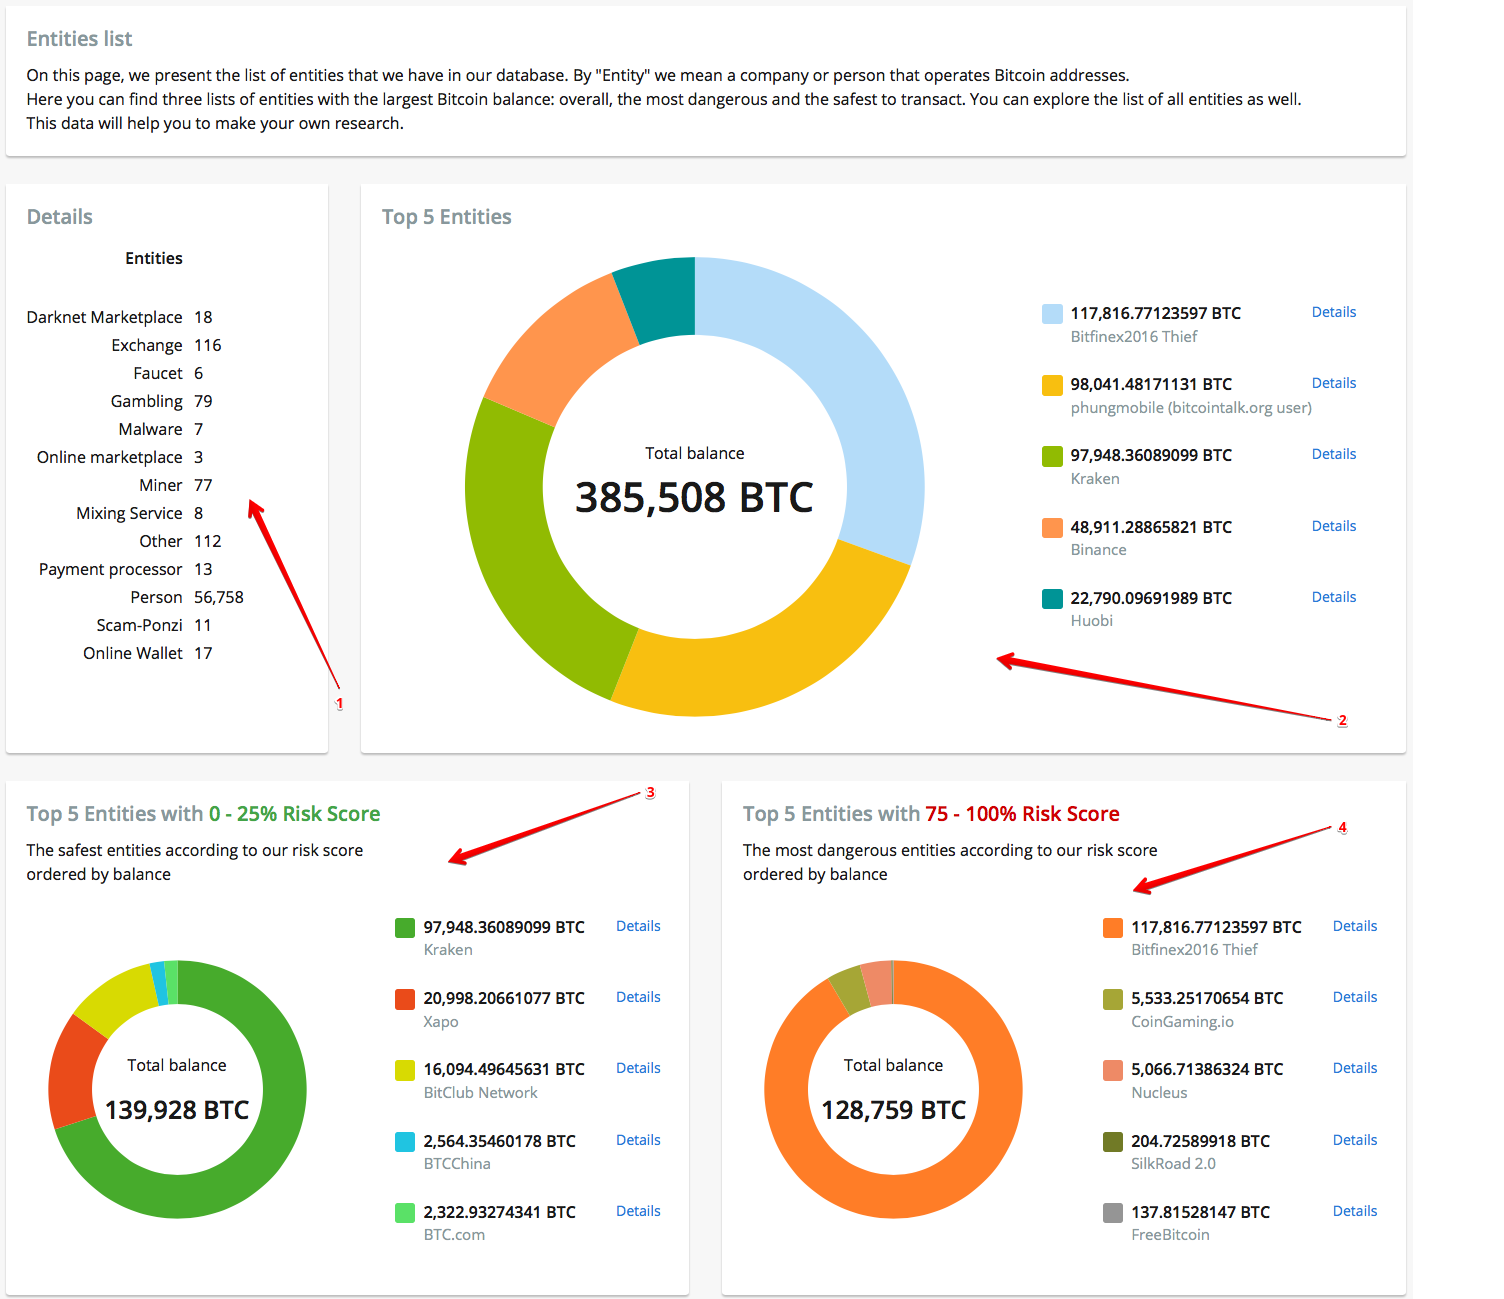 Entities list
On this page, we present the list of entities that we have in our database. By "Entity" we mean a company or person that operates Bitcoin addresses.
Here you can find three lists of entities with the largest Bitcoin balance: overall, the most dangerous and the safest to transact. You can explore the list of all entities as well.
This data will help you to make your own research.
Details
Entities
Darknet Marketplace 18
Exchange 116
Faucet 6
Gambling 79
Malware 7
Online marketplace 3
Miner 77
Mixing Service 8
Other 112
Payment processor 13
Person 56,758
Scam-Ponzi 11
Online Wallet 17
1
Top 5 Entities
Total balance
385,508 BTC
117,816.77123597 BTC Details
Bitfinex2016 Thief
98,041.48171131 BTC Details
phungmobile (bitcointalk.org user)
97,948.36089099 BTC Details
Kraken
48,911.28865821 BTC Details
Binance
22,790.09691989 BTC Details
Huobi
2
Top 5 Entities with 0 - 25% Risk Score
3
The safest entities according to our risk score
ordered by balance
Total balance
139,928 BTC
97,948.36089099 BTC Details
Kraken
20,998.20661077 BTC Details
Xapo
16,094.49645631 BTC Details
BitClub Network
2,564.35460178 BTC Details
BTCChina
2,322.93274341 BTC Details
BTC.com
Top 5 Entities with 75 - 100% Risk Score
4
The most dangerous entities according to our risk score
ordered by balance
Total balance
128,759 BTC
117,816.77123597 BTC Details
Bitfinex2016 Thief
5,533.25170654 BTC Details
CoinGaming.io
5,066.71386324 BTC Details
Nucleus
204.72589918 BTC Details
SilkRoad 2.0
137.81528147 BTC Details
FreeBitcoin